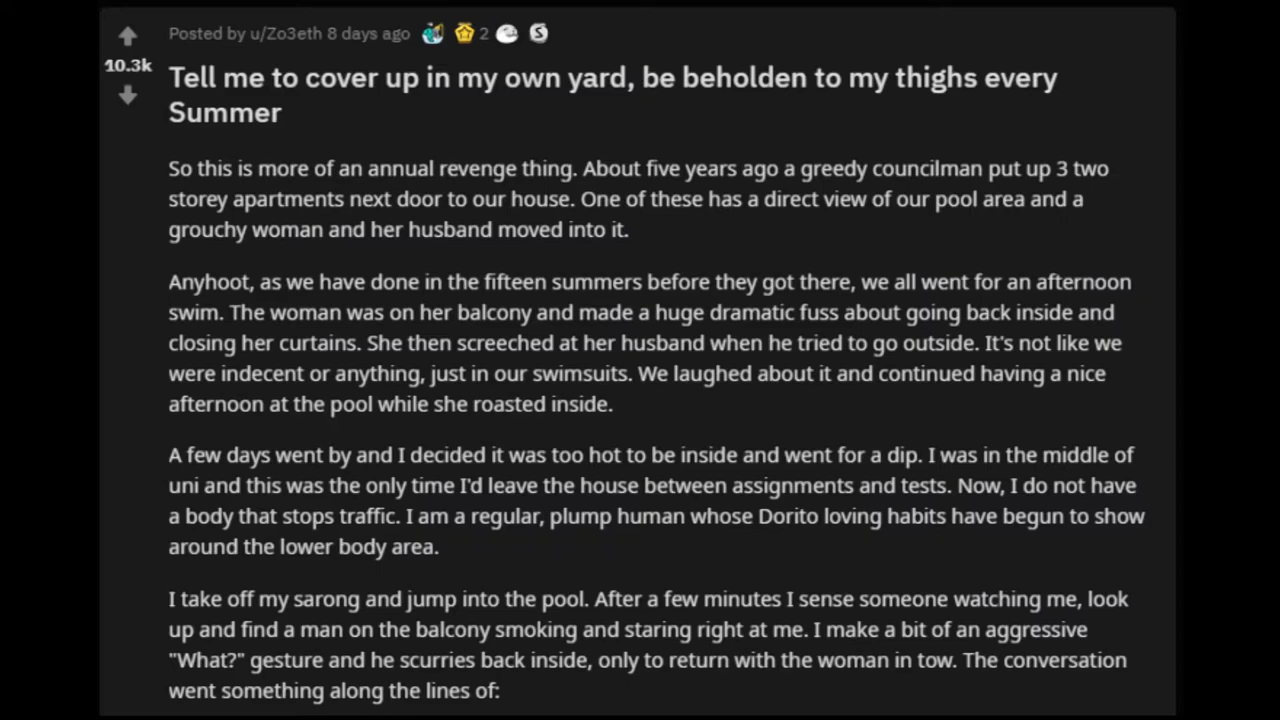 Posted by u/Zo3eth 8 days ago 2
10.3k
Tell me to cover up in my own yard, be beholden to my thighs every
Summer
So this is more of an annual revenge thing. About five years ago a greedy councilman put up 3 two
storey apartments next door to our house. One of these has a direct view of our pool area and a
grouchy woman and her husband moved into it.
Anyhoot, as we have done in the fifteen summers before they got there, we all went for an afternoon
swim. The woman was on her balcony and made a huge dramatic fuss about going back inside and
closing her curtains. She then screeched at her husband when he tried to go outside. It's not like we
were indecent or anything, just in our swimsuits. We laughed about it and continued having a nice
afternoon at the pool while she roasted inside.
A few days went by and I decided it was too hot to be inside and went for a dip. I was in the middle of
uni and this was the only time I'd leave the house between assignments and tests. Now, I do not have
a body that stops traffic. I am a regular, plump human whose Dorito loving habits have begun to show
around the lower body area.
I take off my sarong and jump into the pool. After a few minutes I sense someone watching me, look
up and find a man on the balcony smoking and staring right at me. I make a bit of an aggressive
"What?" gesture and he scurries back inside, only to return with the woman in tow. The conversation
went something along the lines of: